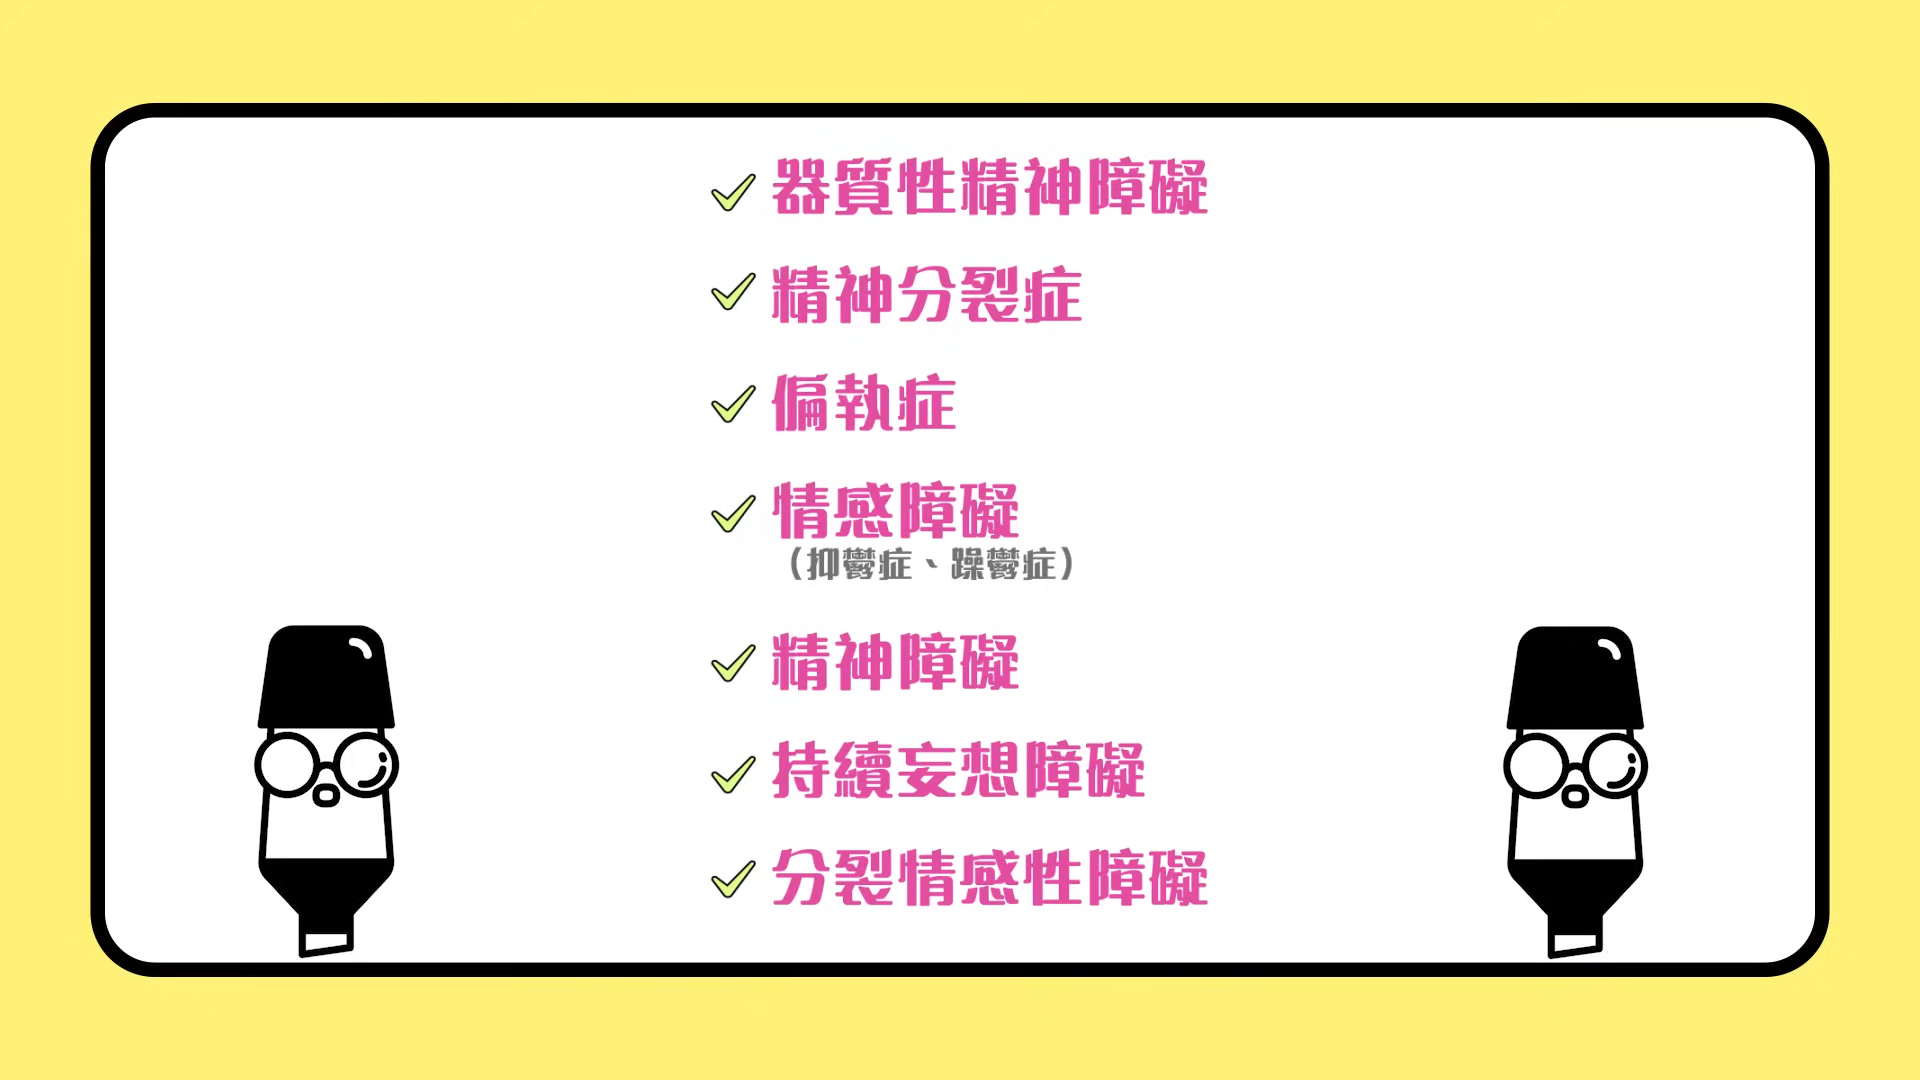 器質性精神障礙
精神分裂症
偏執症
情感障礙
（抑鬱症、躁鬱症）
精神障礙
持續妄想障礙
分裂情感性障礙